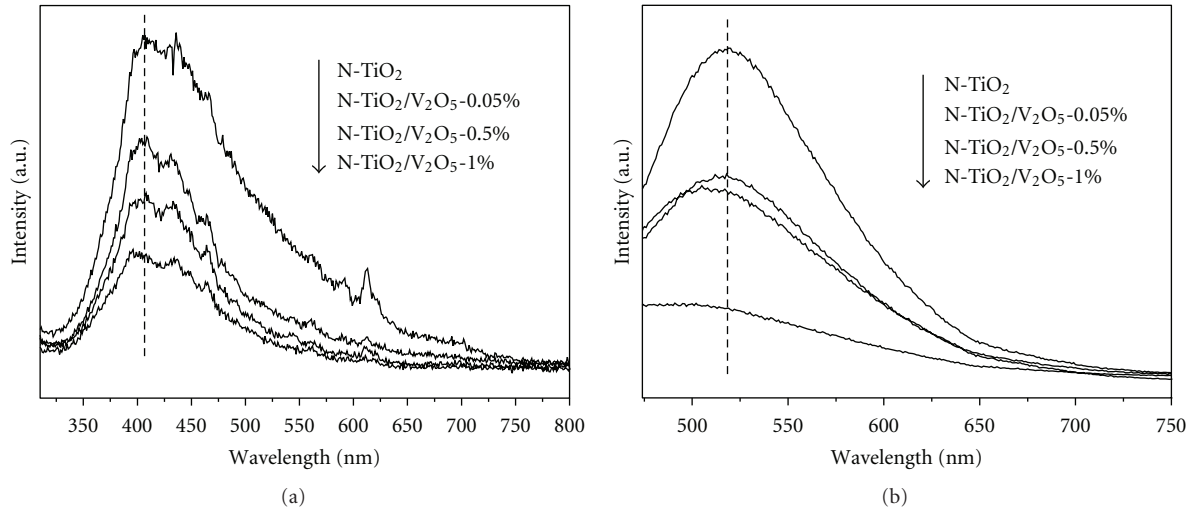 N-TiO₂
N-TiO₂/V₂O₅-0.05%
N-TiO₂/V₂O₅-0.5%
N-TiO₂/V₂O₅-1%
Intensity (a.u.)
350 400 450 500 550 600 650 700 750 800
Wavelength (nm)
(a)
N-TiO₂
N-TiO₂/V₂O₅-0.05%
N-TiO₂/V₂O₅-0.5%
N-TiO₂/V₂O₅-1%
Intensity (a.u.)
500 550 600 650 700 750
Wavelength (nm)
(b)